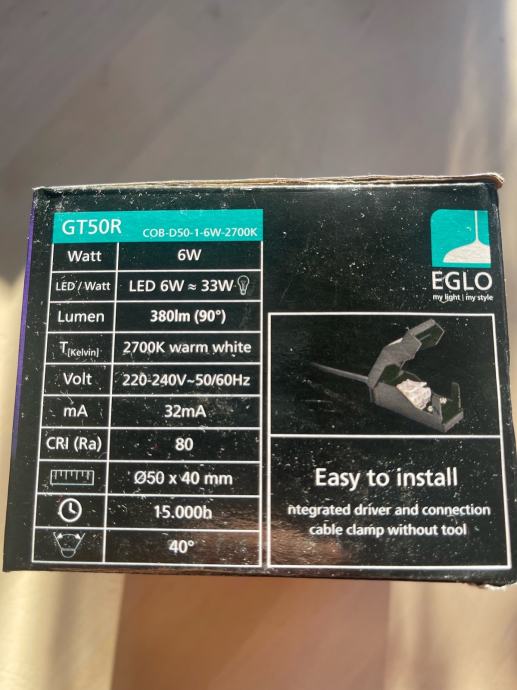 GT50R COB-D50-1-6W-2700K
Watt 6W
LED / Watt LED 6W ≈ 33W
Lumen 380lm (90°)
T[Kelvin] 2700K warm white
Volt 220-240V~50/60Hz
mA 32mA
CRI (Ra) 80
Ø50 x 40 mm
15.000h
40°
EGLO
my light | my style
Easy to install
ntegrated driver and connection
cable clamp without tool